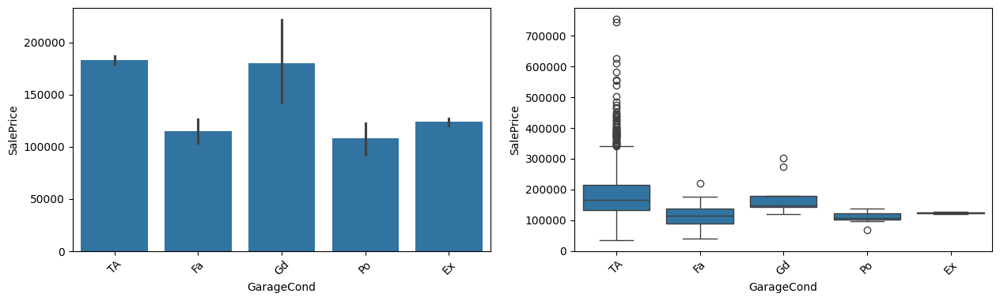 SalePrice
200000
150000
100000
50000
0
TA
Fa
Gd
Po
Ex
GarageCond
SalePrice
700000
600000
500000
400000
300000
200000
100000
0
TA
Fa
Gd
Po
Ex
GarageCond